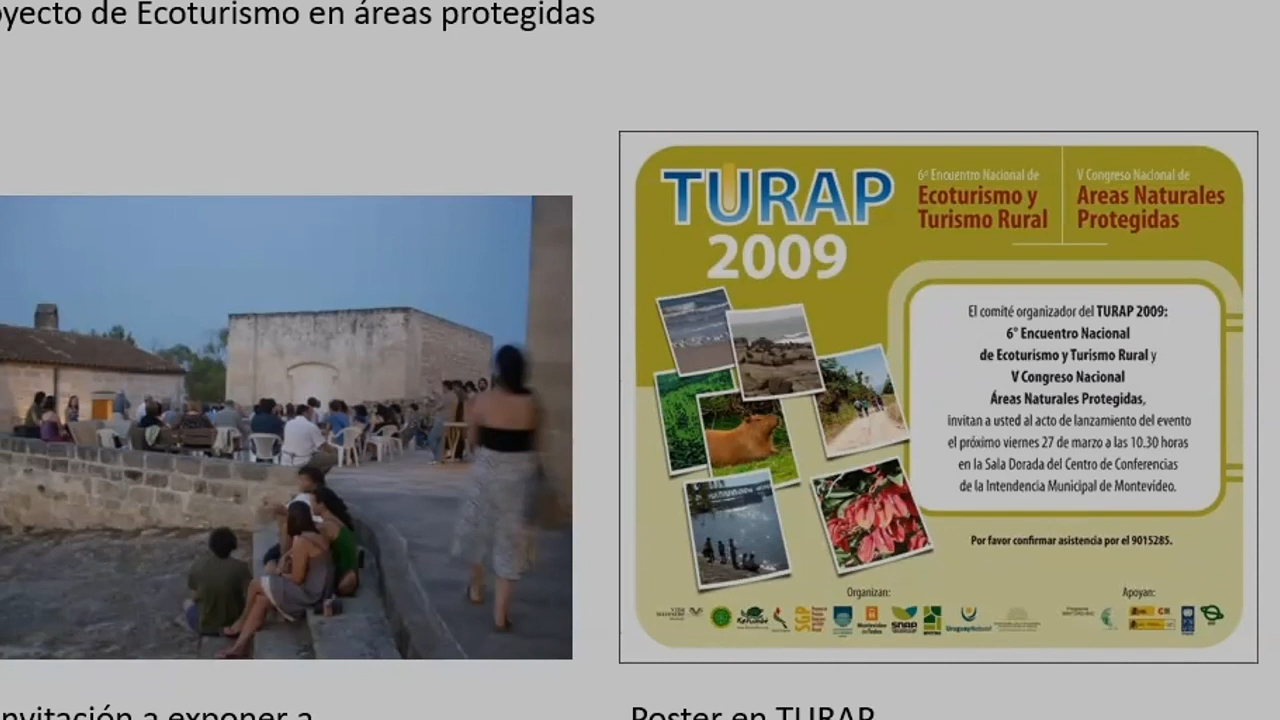 oyecto de Ecoturismo en áreas protegidas
TURAP
2009
6º Encuentro Nacional de
Ecoturismo y
Turismo Rural
V Congreso Nacional de
Areas Naturales
Protegidas
El comité organizador del TURAP 2009:
6° Encuentro Nacional
de Ecoturismo y Turismo Rural y
V Congreso Nacional
Áreas Naturales Protegidas,
invitan a usted al acto de lanzamiento del evento
el próximo viernes 27 de marzo a las 10.30 horas
en la Sala Dorada del Centro de Conferencias
de la Intendencia Municipal de Montevideo.
Por favor confirmar asistencia por el 9015285.
Organizan:
Apoyan:
SGP
SNAP
nvitación a exponer a
Poster en TURAP